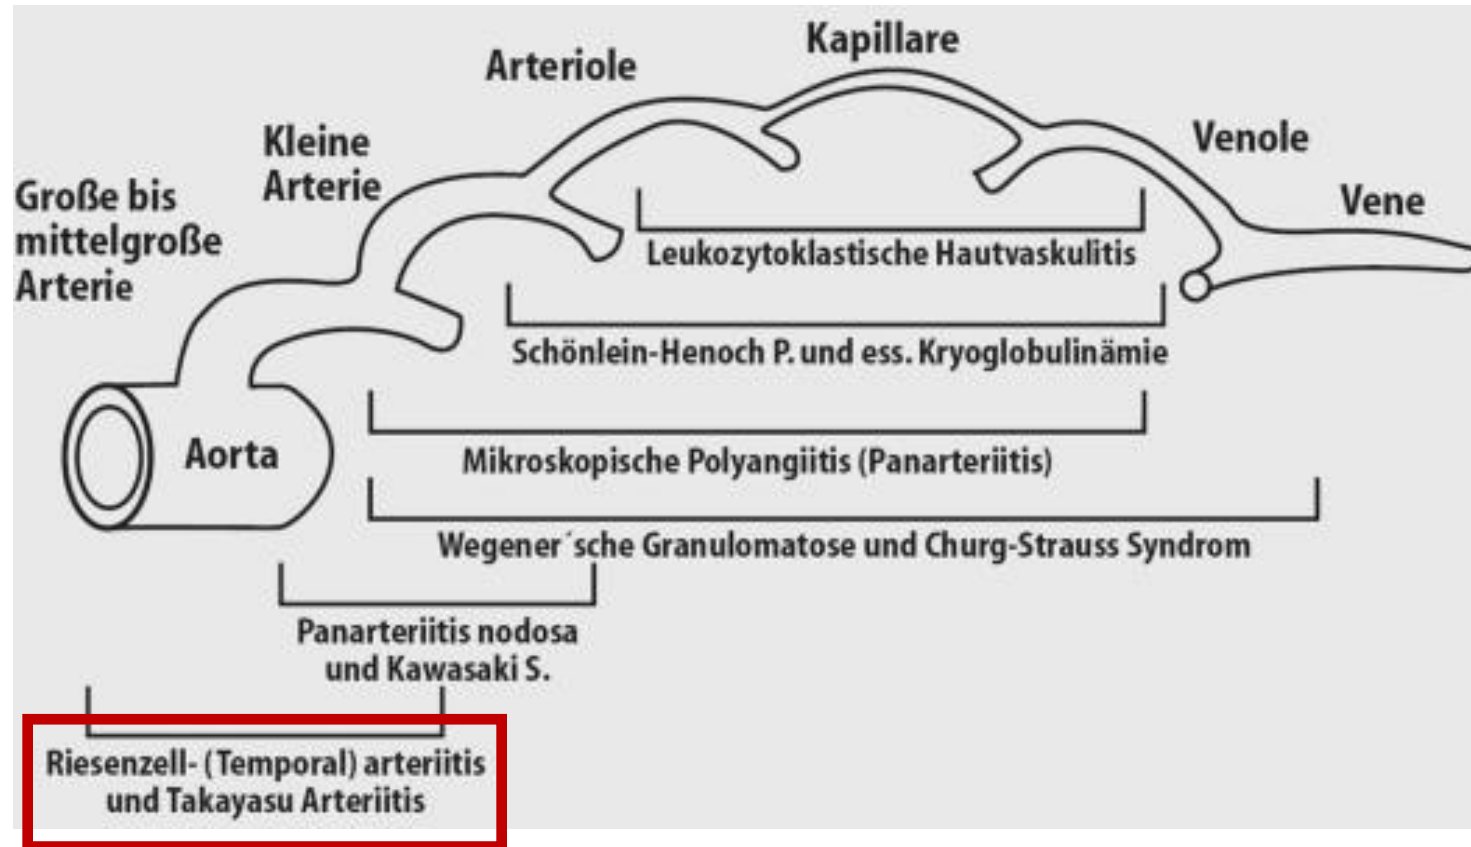 Kapillare
Arteriole
Kleine
Arterie
Venole
Große bis
mittelgroße
Arterie
Vene
Leukozytoklastische Hautvaskulitis
Schönlein-Henoch P. und ess. Kryoglobulinämie
Aorta
Mikroskopische Polyangiitis (Panarteriitis)
Wegener´sche Granulomatose und Churg-Strauss Syndrom
Panarteriitis nodosa
und Kawasaki S.
Riesenzell- (Temporal) arteriitis
und Takayasu Arteriitis